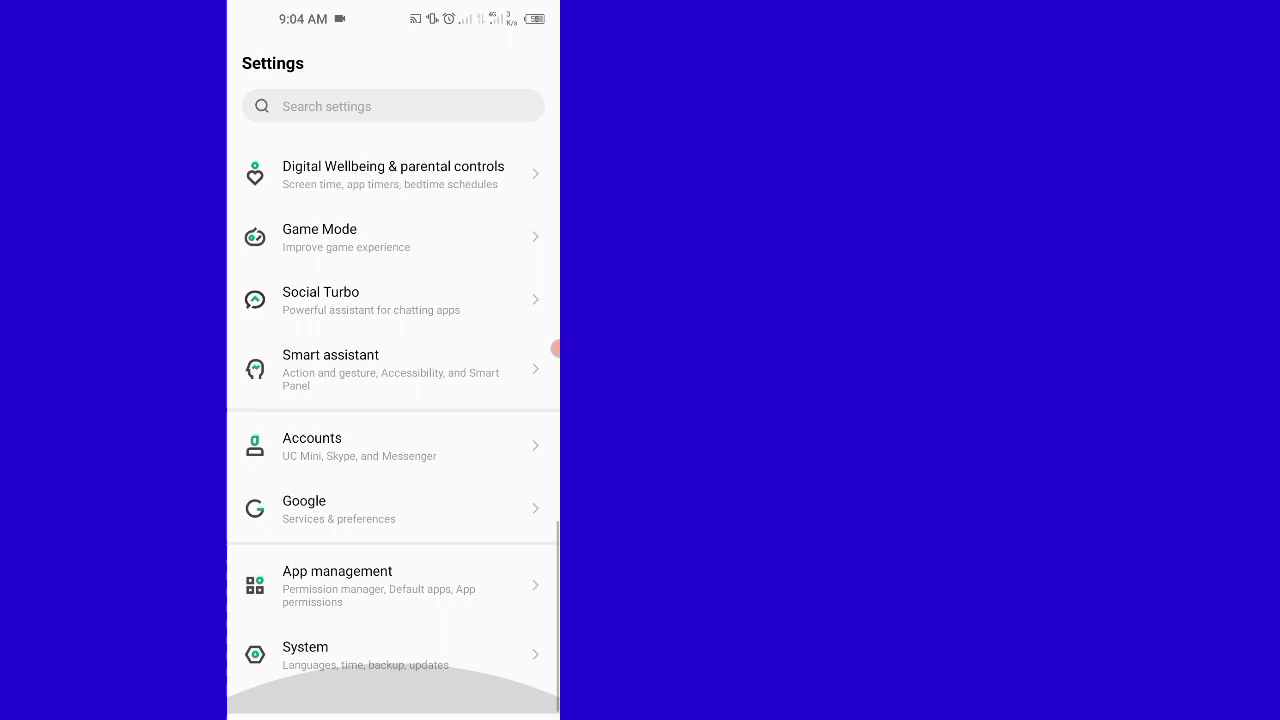 9:04 AM
4G
3
K/s
Settings
Search settings
Digital Wellbeing & parental controls
Screen time, app timers, bedtime schedules
Game Mode
Improve game experience
Social Turbo
Powerful assistant for chatting apps
Smart assistant
Action and gesture, Accessibility, and Smart
Panel
Accounts
UC Mini, Skype, and Messenger
Google
Services & preferences
App management
Permission manager, Default apps, App
permissions
System
Languages, time, backup, updates